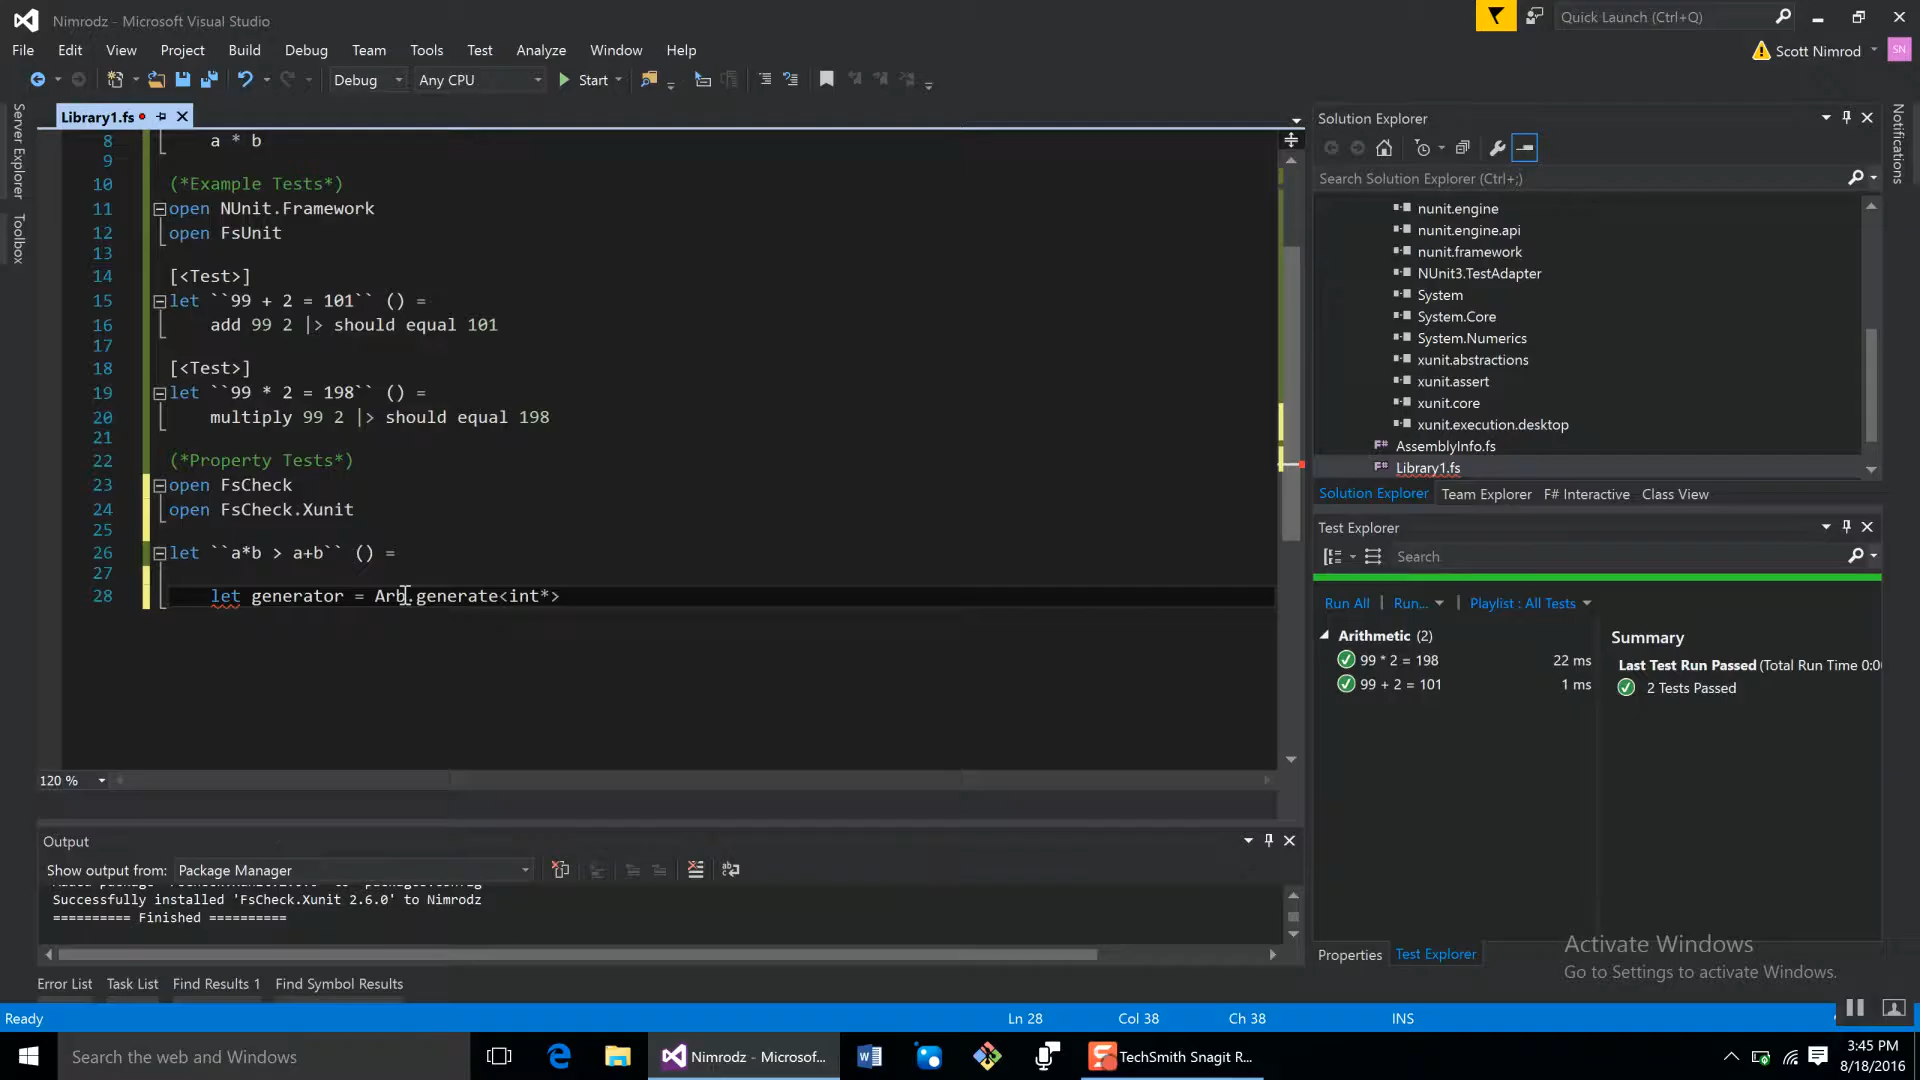 Nimrodz - Microsoft Visual Studio
Quick Launch (Ctrl+Q)
File Edit View Project Build Debug Team Tools Test Analyze Window Help
Scott Nimrod SN
Debug Any CPU Start
Server Explorer
Toolbox
Notifications
Library1.fs
8 a * b
9
10 (*Example Tests*)
11 open NUnit.Framework
12 open FsUnit
13
14 [<Test>]
15 let ``99 + 2 = 101`` () =
16 add 99 2 |> should equal 101
17
18 [<Test>]
19 let ``99 * 2 = 198`` () =
20 multiply 99 2 |> should equal 198
21
22 (*Property Tests*)
23 open FsCheck
24 open FsCheck.Xunit
25
26 let ``a*b > a+b`` () =
27
28 let generator = Arb.generate<int*>
120 %
Solution Explorer
Search Solution Explorer (Ctrl+;)
nunit.engine
nunit.engine.api
nunit.framework
NUnit3.TestAdapter
System
System.Core
System.Numerics
xunit.abstractions
xunit.assert
xunit.core
xunit.execution.desktop
AssemblyInfo.fs
Library1.fs
Solution Explorer Team Explorer F# Interactive Class View
Test Explorer
Search
Run All Run... Playlist : All Tests
Arithmetic (2)
99 * 2 = 198 22 ms
99 + 2 = 101 1 ms
Summary
Last Test Run Passed (Total Run Time 0:0
2 Tests Passed
Properties Test Explorer
Output
Show output from: Package Manager
Successfully installed 'FsCheck.Xunit 2.6.0' to Nimrodz
========== Finished ==========
Error List Task List Find Results 1 Find Symbol Results
Activate Windows
Go to Settings to activate Windows.
Ready Ln 28 Col 38 Ch 38 INS
Search the web and Windows
Nimrodz - Microsof...
TechSmith Snagit R...
3:45 PM
8/18/2016